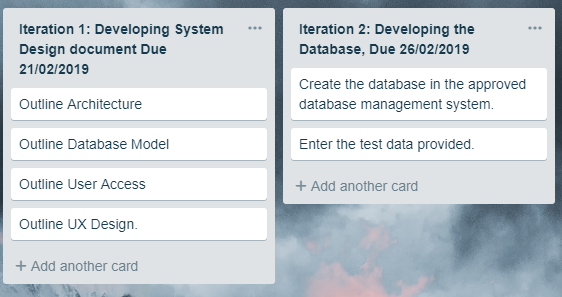 Iteration 1: Developing System
Design document Due
21/02/2019
Outline Architecture
Outline Database Model
Outline User Access
Outline UX Design.
+ Add another card
Iteration 2: Developing the
Database, Due 26/02/2019
Create the database in the approved
database management system.
Enter the test data provided.
+ Add another card